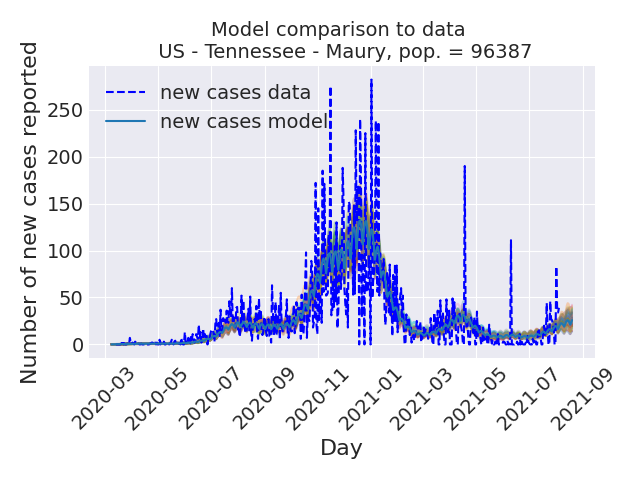 Model comparison to data
US - Tennessee - Maury, pop. = 96387
Number of new cases reported
new cases data
new cases model
250
200
150
100
50
0
2020-03
2020-05
2020-07
2020-09
2020-11
2021-01
2021-03
2021-05
2021-07
2021-09
Day